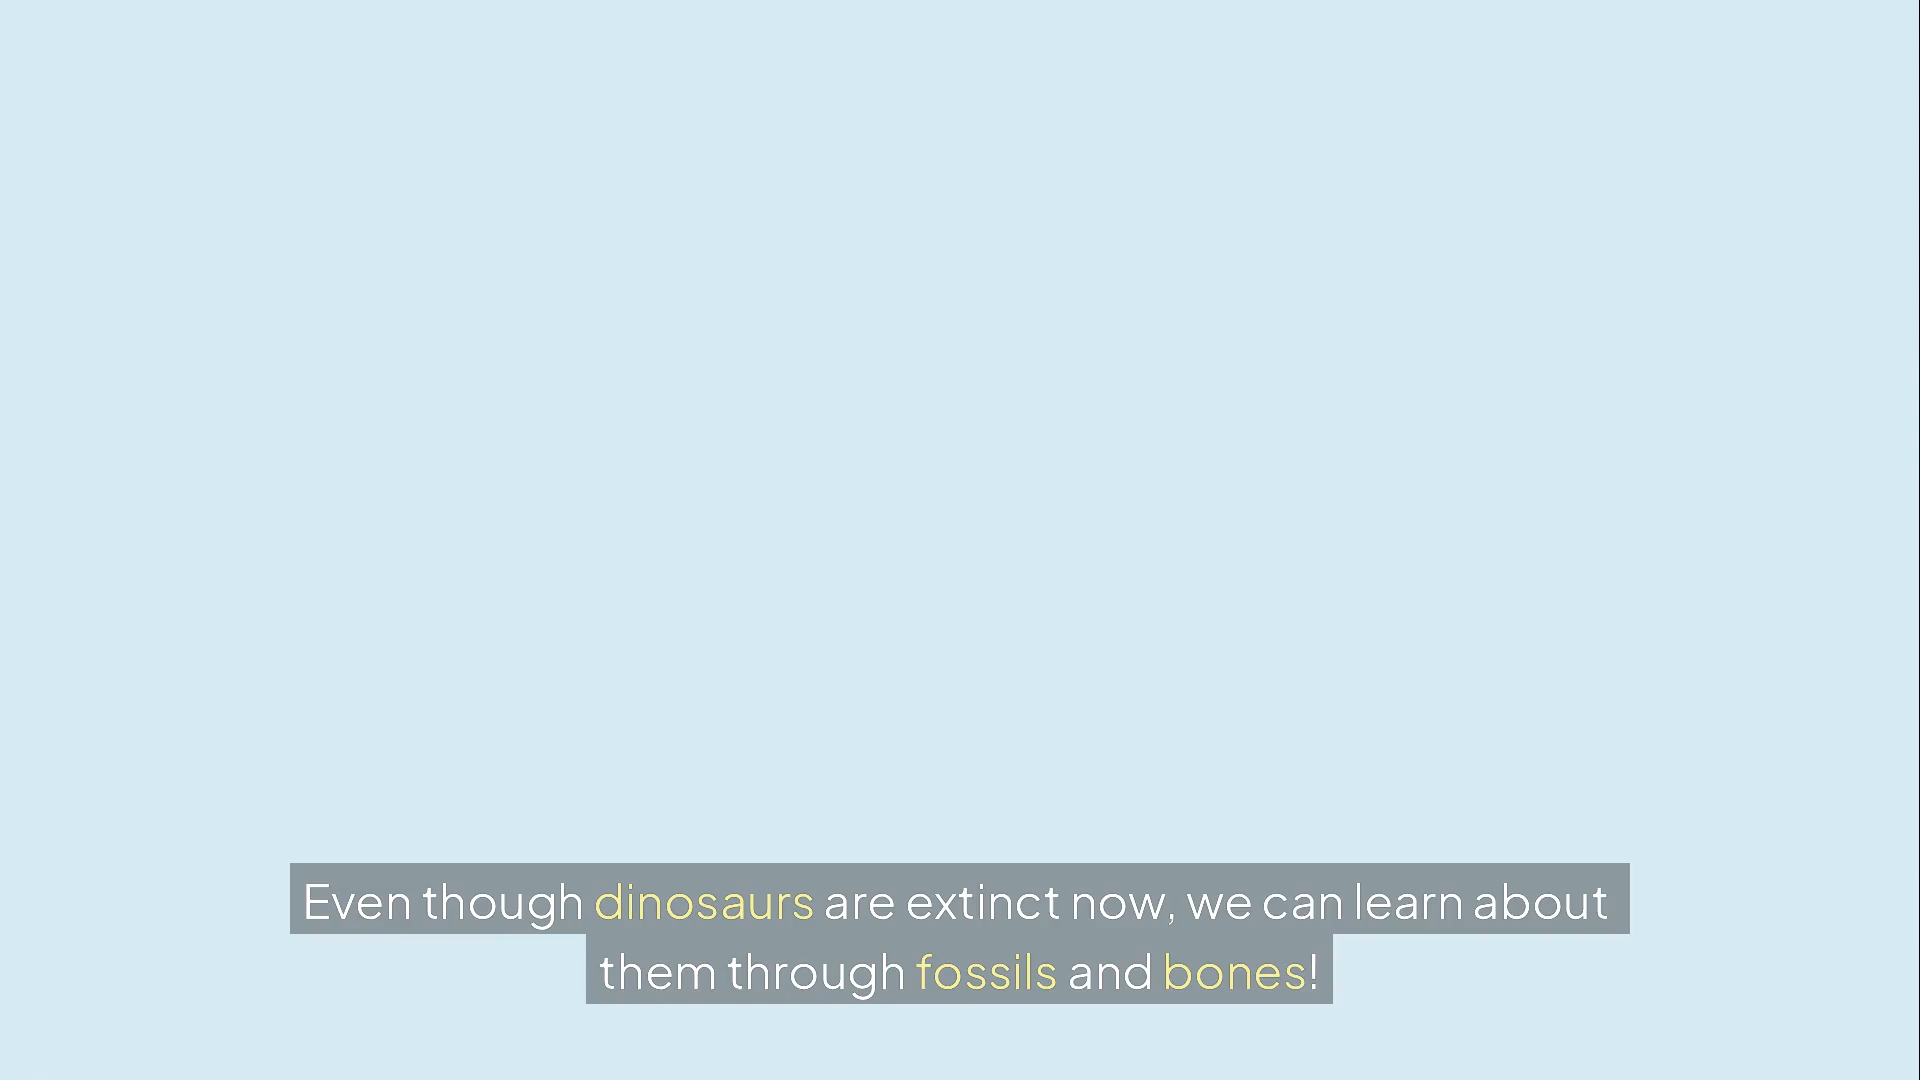 Even though dinosaurs are extinct now, we can learn about
them through fossils and bones!